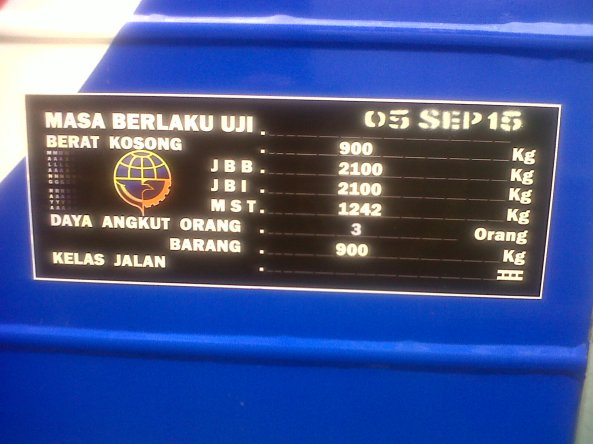 MASA BERLAKU UJI . 05 SEP 15
BERAT KOSONG . 900 Kg
J B B . 2100 Kg
J B I . 2100 Kg
M S T . 1242 Kg
DAYA ANGKUT ORANG . 3 Orang
BARANG . 900 Kg
KELAS JALAN . III